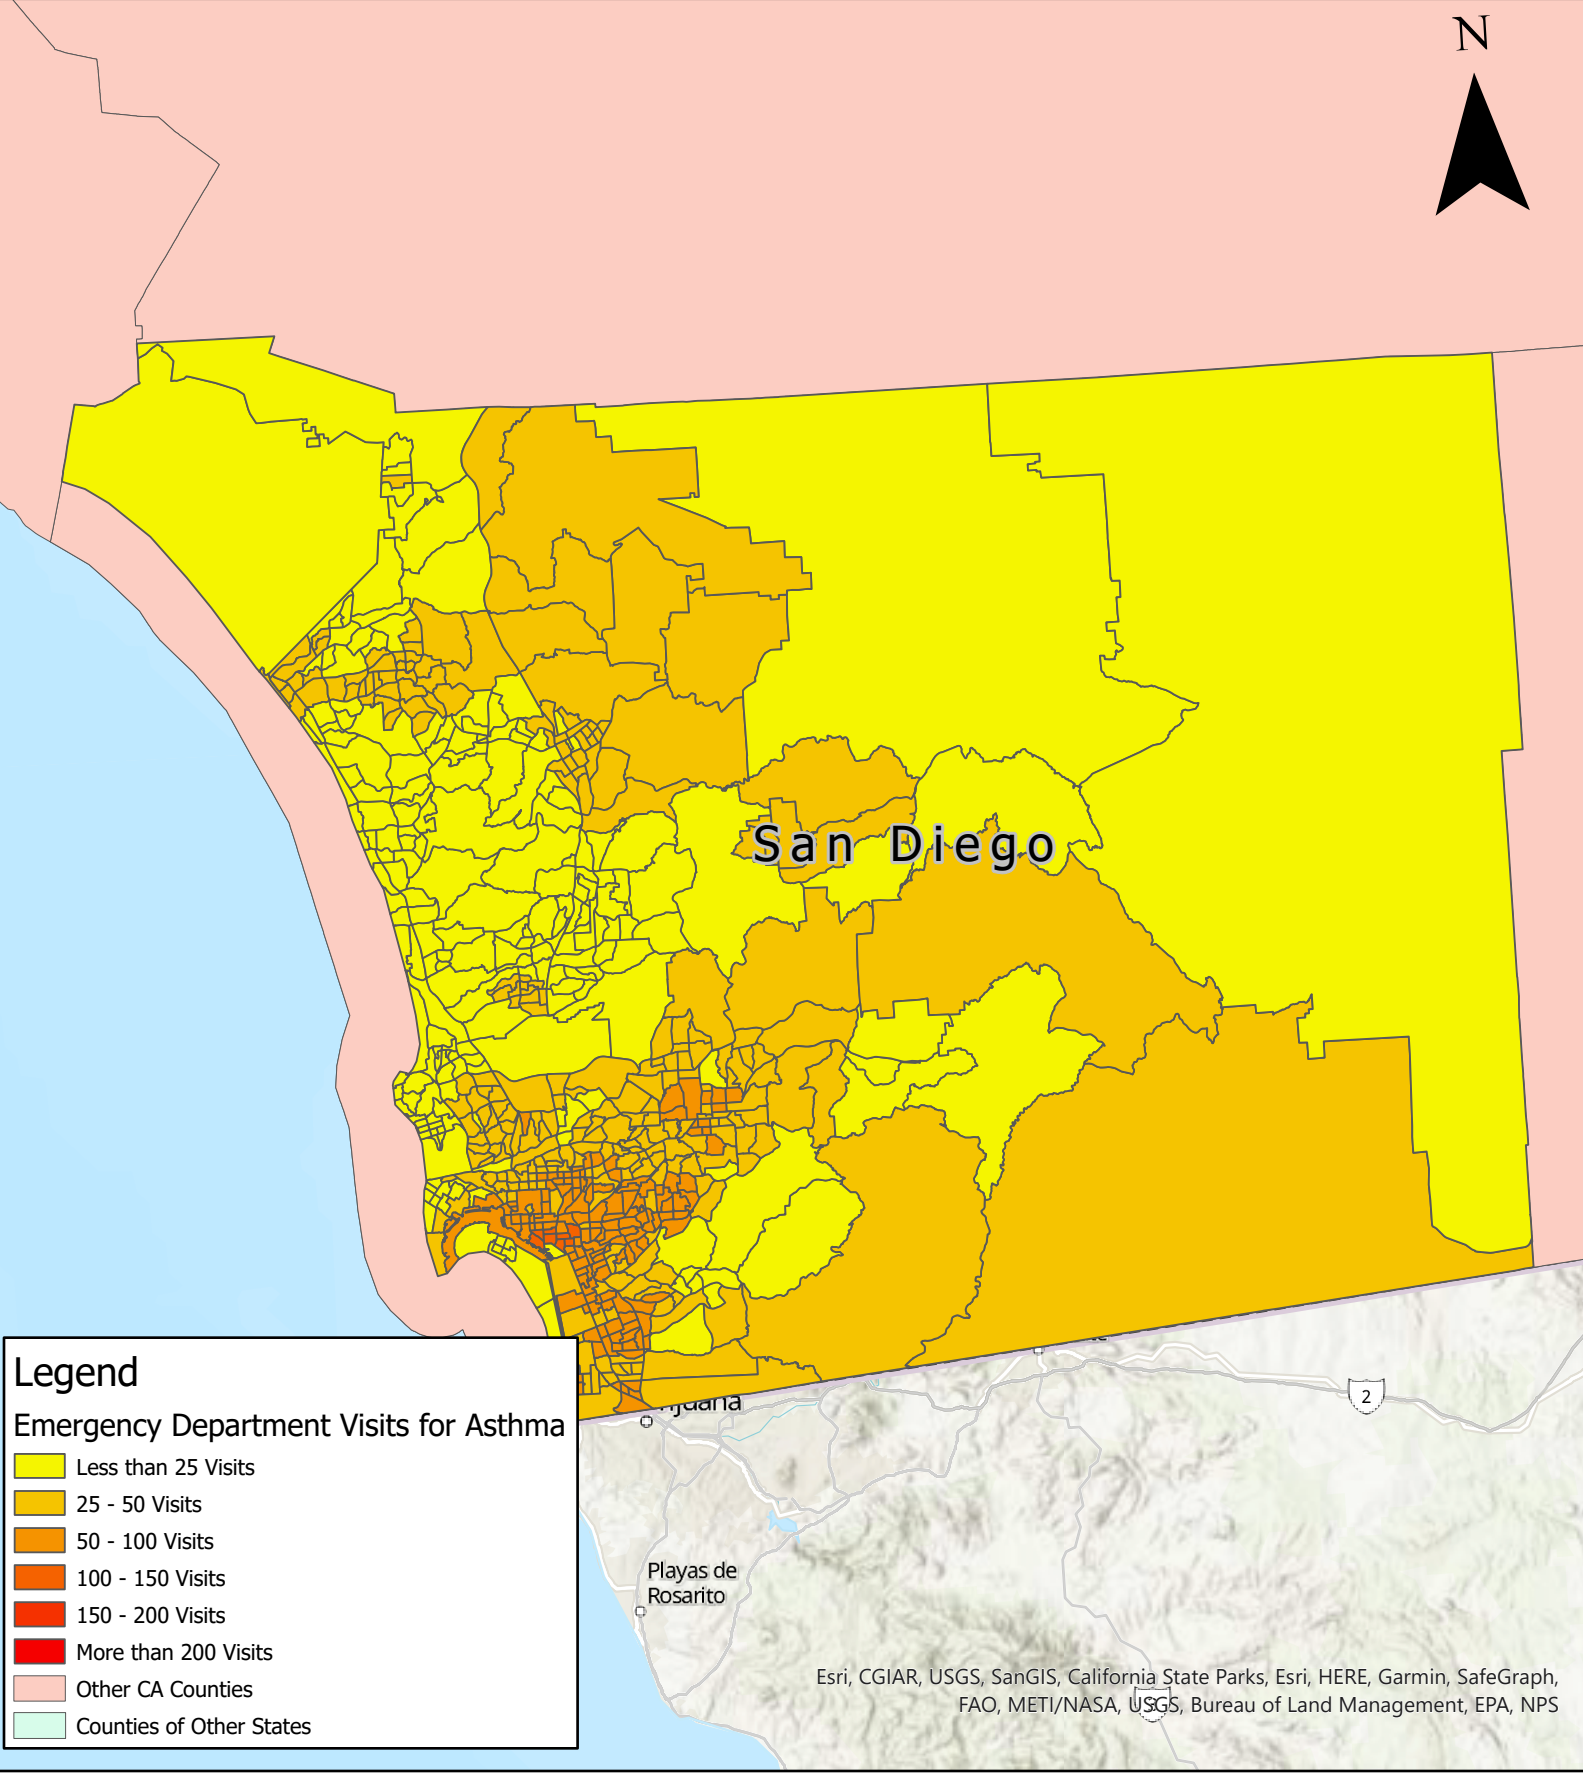 N
San Diego
Legend
Emergency Department Visits for Asthma
Less than 25 Visits
25 - 50 Visits
50 - 100 Visits
100 - 150 Visits
150 - 200 Visits
More than 200 Visits
Other CA Counties
Counties of Other States
2
Playas de
Rosarito
Esri, CGIAR, USGS, SanGIS, California State Parks, Esri, HERE, Garmin, SafeGraph,
FAO, METI/NASA, USGS, Bureau of Land Management, EPA, NPS